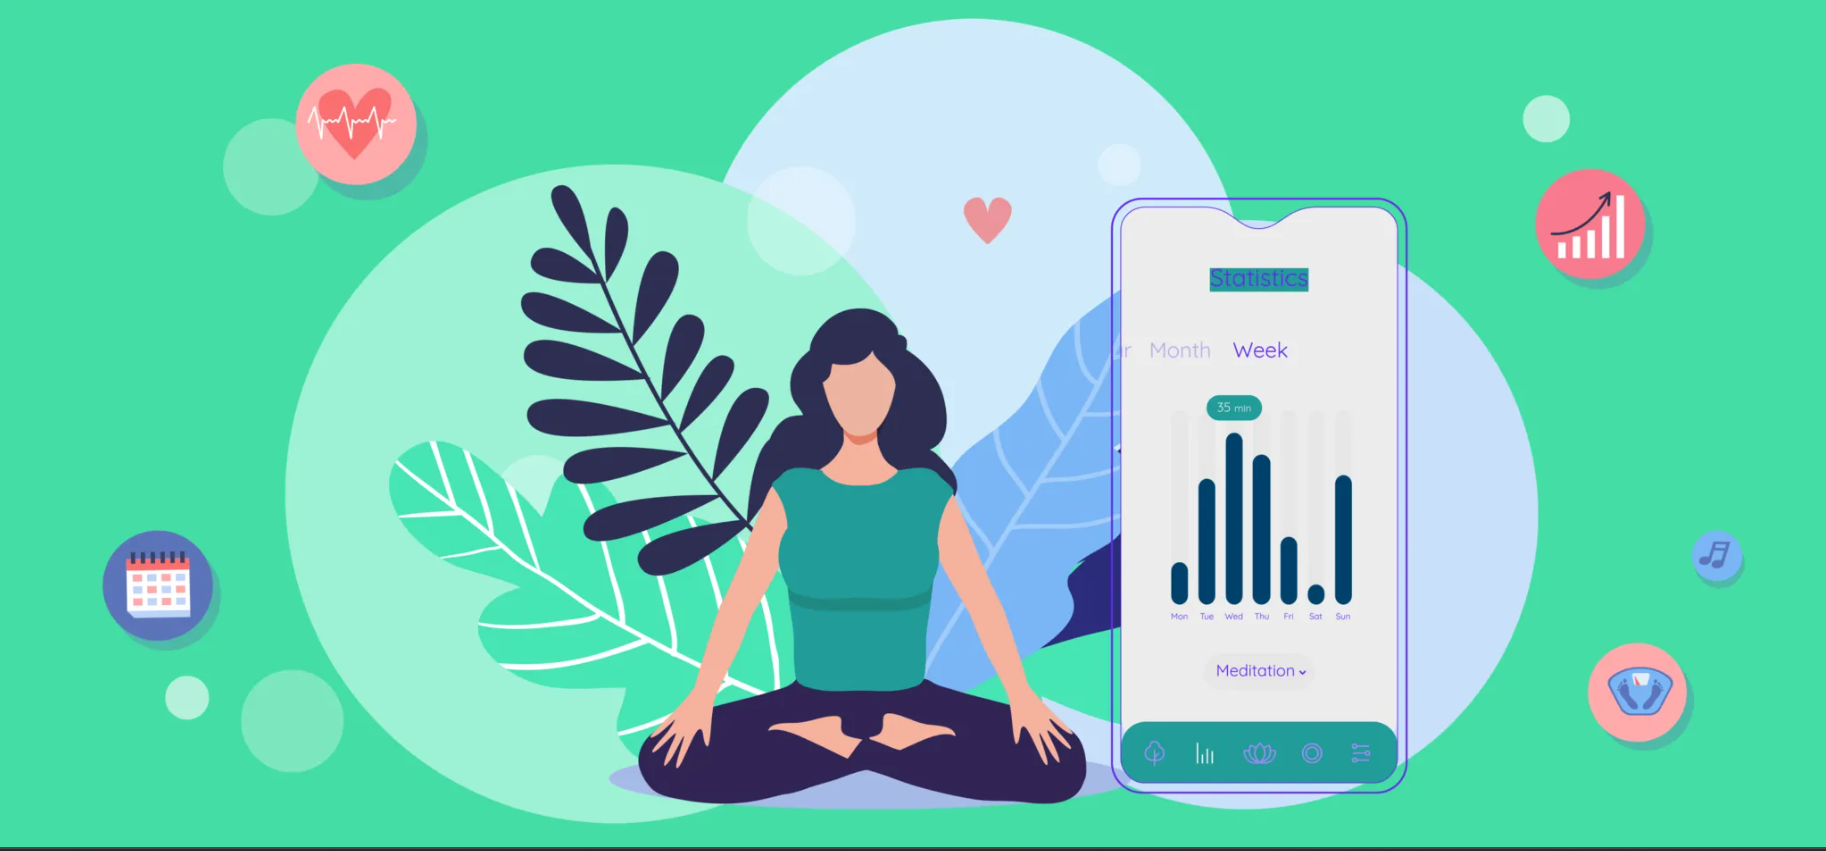 Statistics
Month Week
35 min
Mon Tue Wed Thu Fri Sat Sun
Meditation